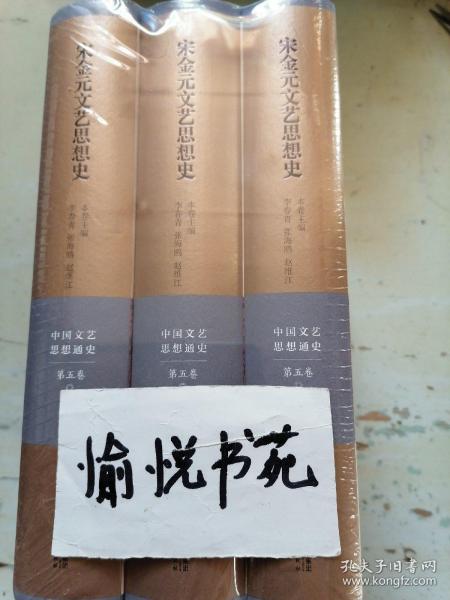 宋金元文艺思想史
本卷主编
李春青 张海鸥 赵维江
中国文艺
思想通史
第五卷
宋金元文艺思想史
本卷主编
李春青 张海鸥 赵维江
中国文艺
思想通史
第五卷
宋金元文艺思想史
本卷主编
李春青 张海鸥 赵维江
中国文艺
思想通史
第五卷
愉悦书苑
孔夫子旧书网
www.kongfz.com